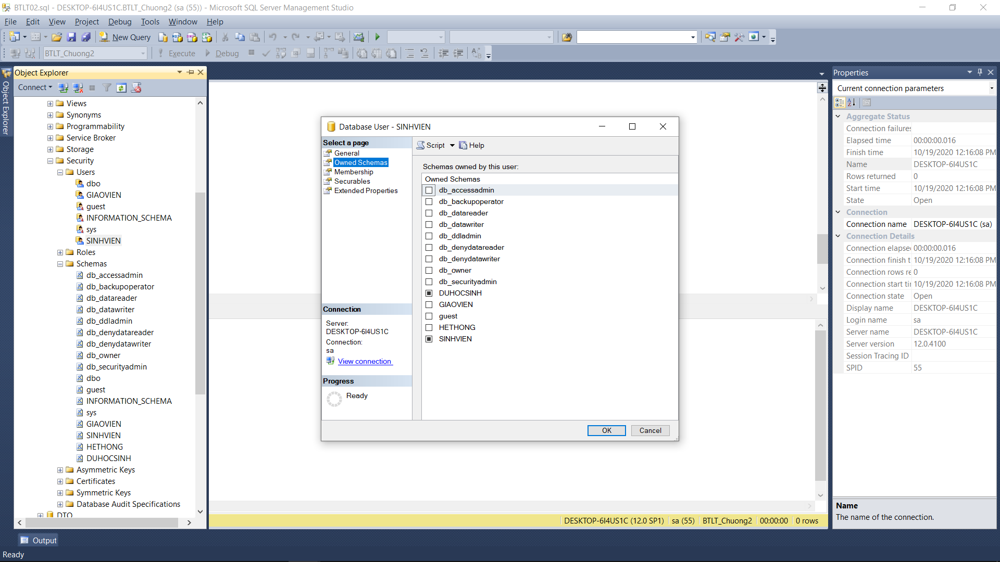 BTLT02.sql - DESKTOP-6I4US1C.BTLT_Chuong2 (sa (55)) - Microsoft SQL Server Management Studio
File Edit View Project Debug Tools Window Help
New Query
BTLT_Chuong2 Execute Debug
Object Explorer
Object Explorer
Connect
Views
Synonyms
Programmability
Service Broker
Storage
Security
Users
dbo
GIAOVIEN
guest
INFORMATION_SCHEMA
sys
SINHVIEN
Roles
Schemas
db_accessadmin
db_backupoperator
db_datareader
db_datawriter
db_ddladmin
db_denydatareader
db_denydatawriter
db_owner
db_securityadmin
dbo
guest
INFORMATION_SCHEMA
sys
GIAOVIEN
SINHVIEN
HETHONG
DUHOCSINH
Asymmetric Keys
Certificates
Symmetric Keys
Database Audit Specifications
DTO
Database User - SINHVIEN
Select a page
General
Owned Schemas
Membership
Securables
Extended Properties
Connection
Server:
DESKTOP-6I4US1C
Connection:
sa
View connection
Progress
Ready
Script Help
Schemas owned by this user:
Owned Schemas
db_accessadmin
db_backupoperator
db_datareader
db_datawriter
db_ddladmin
db_denydatareader
db_denydatawriter
db_owner
db_securityadmin
DUHOCSINH
GIAOVIEN
guest
HETHONG
SINHVIEN
OK Cancel
DESKTOP-6I4US1C (12.0 SP1) sa (55) BTLT_Chuong2 00:00:00 0 rows
Properties
Current connection parameters
Aggregate Status
Connection failures
Elapsed time 00:00:00.016
Finish time 10/19/2020 12:16:08 PM
Name DESKTOP-6I4US1C
Rows returned 0
Start time 10/19/2020 12:16:08 PM
State Open
Connection
Connection name DESKTOP-6I4US1C (sa)
Connection Details
Connection elapse 00:00:00.016
Connection finish t 10/19/2020 12:16:08 PM
Connection rows re 0
Connection start ti 10/19/2020 12:16:08 PM
Connection state Open
Display name DESKTOP-6I4US1C
Login name sa
Server name DESKTOP-6I4US1C
Server version 12.0.4100
Session Tracing ID
SPID 55
Name
The name of the connection.
Output
Ready